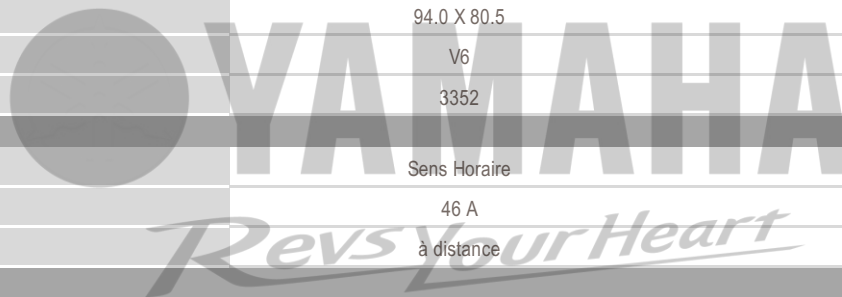 94.0 X 80.5
V6
3352
YAMAHA
Sens Horaire
46 A
à distance
Revs Your Heart